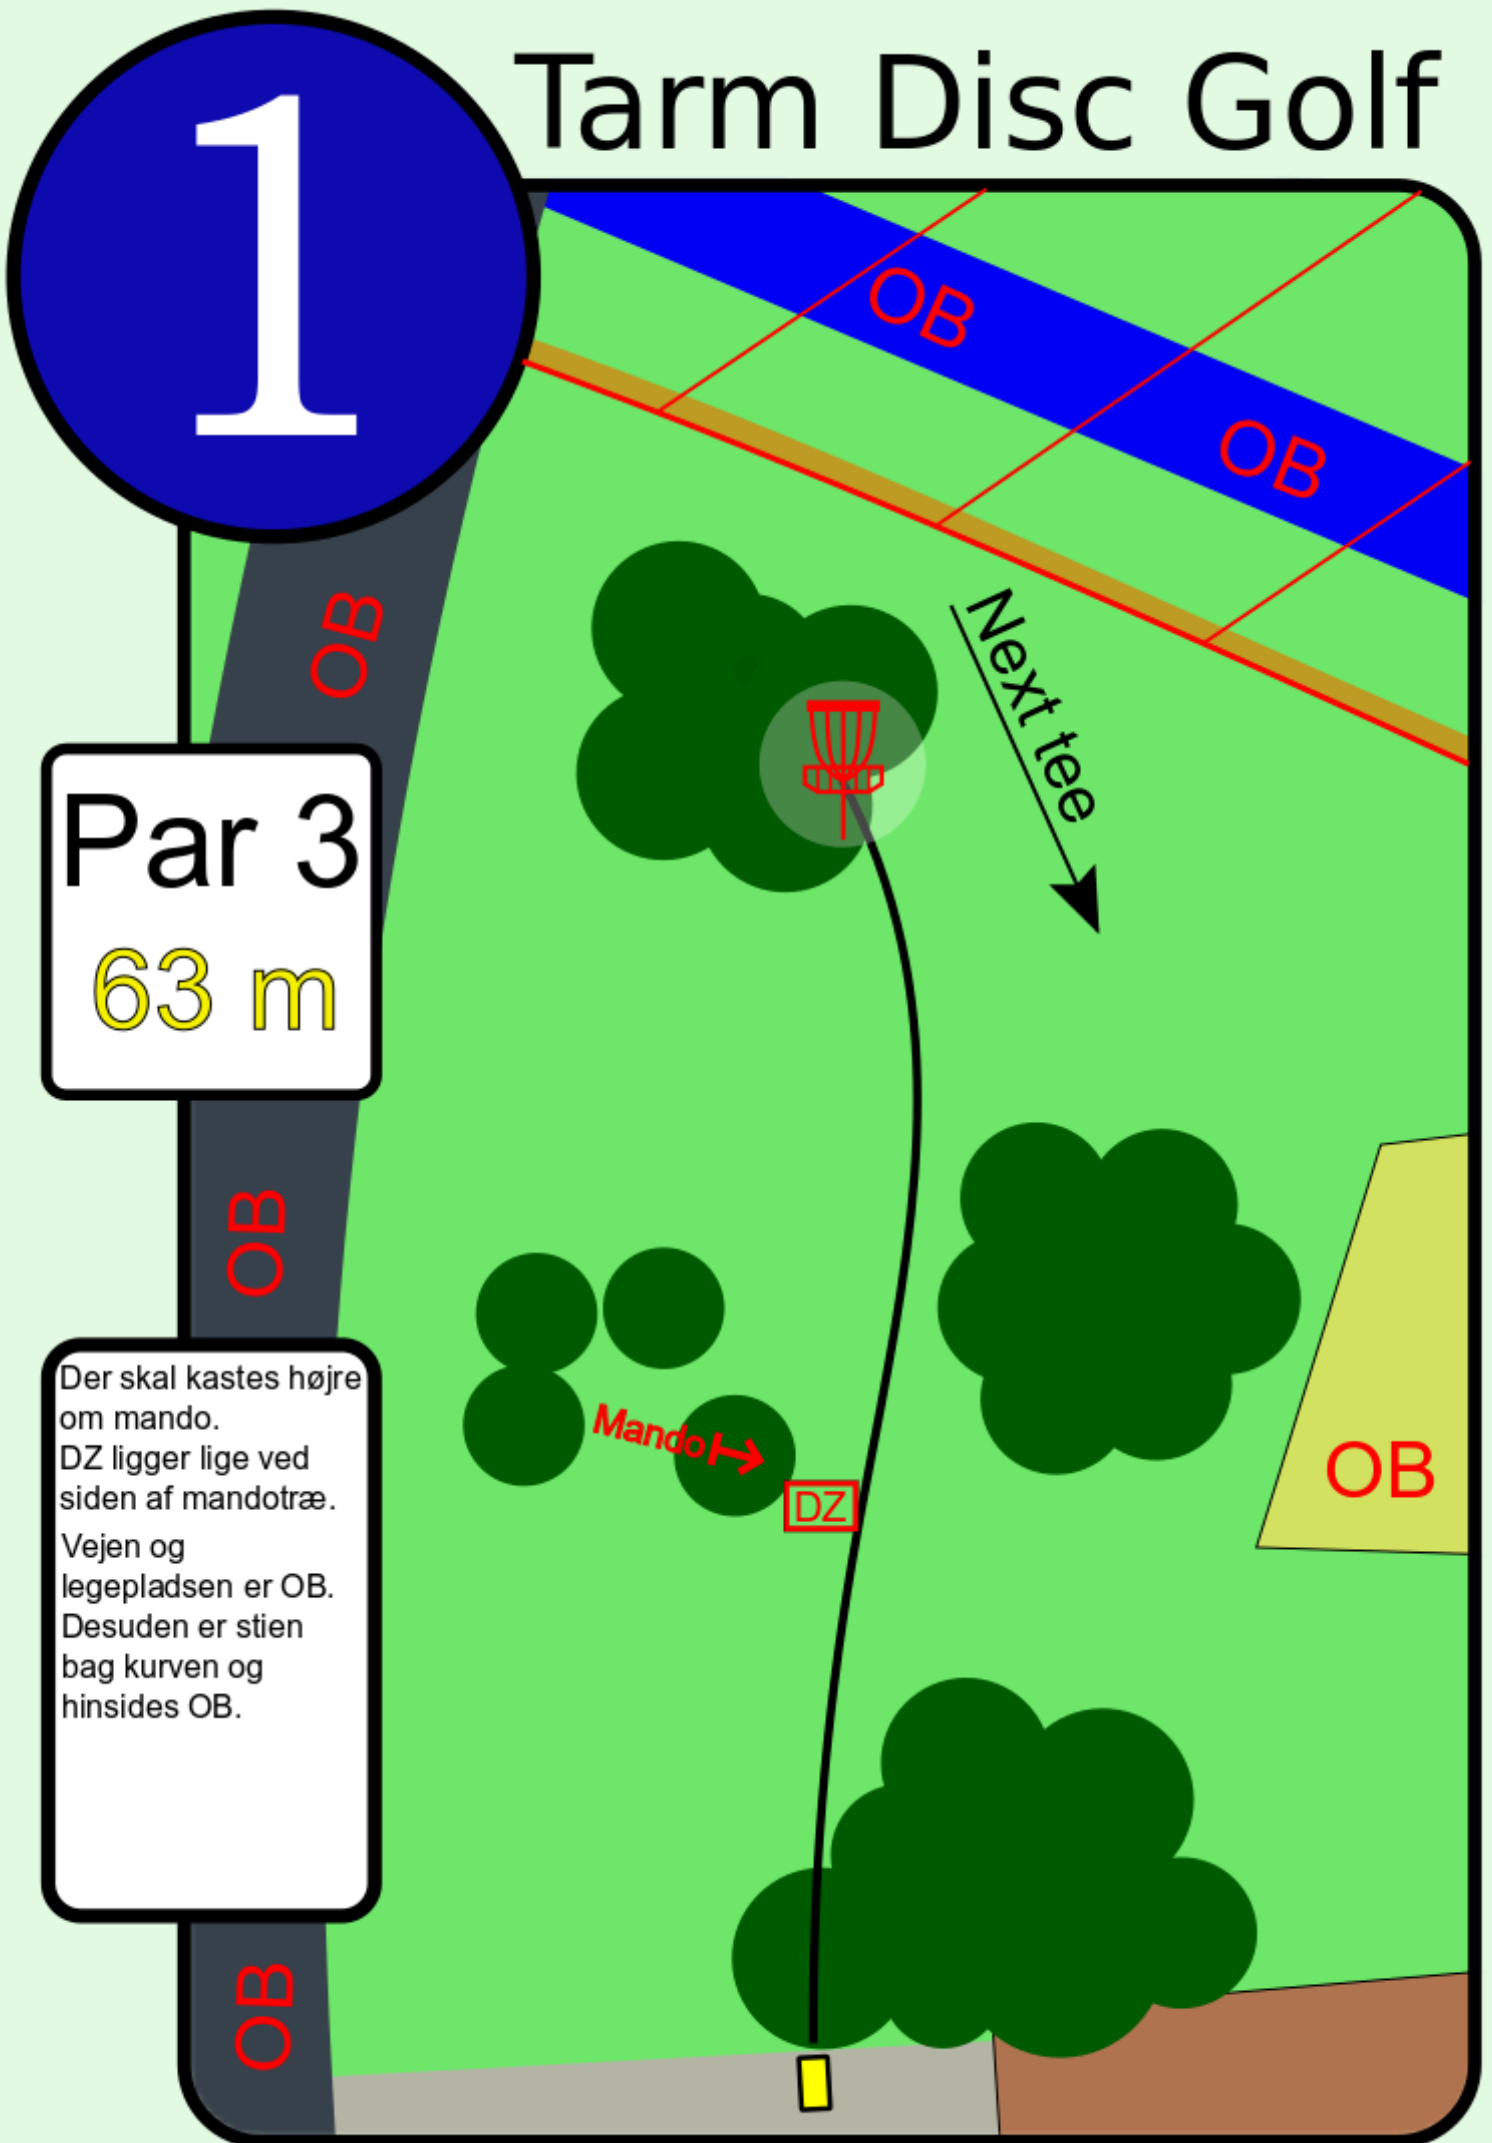 1
Tarm Disc Golf
OB
OB
OB
Next tee
Par 3
63 m
OB
Der skal kastes højre
om mando.
DZ ligger lige ved
siden af mandotræ.
Vejen og
legepladsen er OB.
Desuden er stien
bag kurven og
hinsides OB.
Mando
DZ
OB
OB